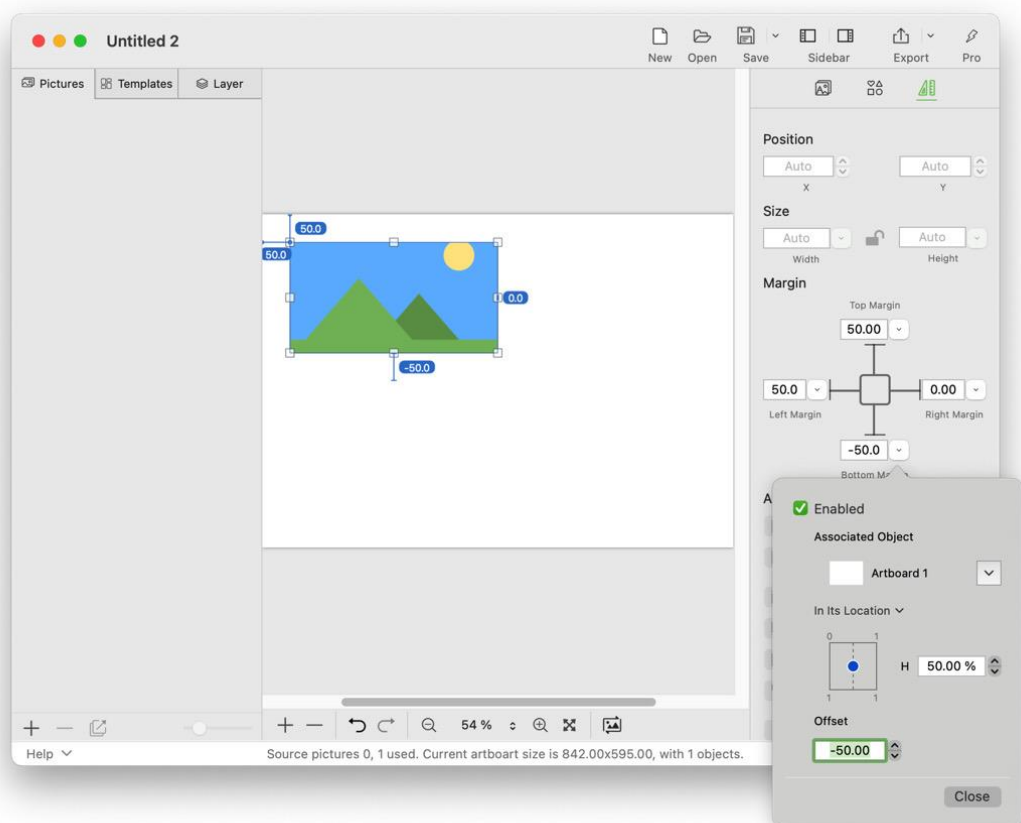 Untitled 2
New Open Save Sidebar Export Pro
Pictures Templates Layer
Position
Auto Auto
X Y
Size
Auto Auto
Width Height
Margin
Top Margin
50.00
50.0 0.00
Left Margin Right Margin
-50.0
50.0
50.0
0.0
-50.0
Enabled
Associated Object
Artboard 1
In Its Location
0 1
H 50.00 %
1 1
Offset
-50.00
Close
54 %
Help
Source pictures 0, 1 used. Current artboart size is 842.00x595.00, with 1 objects.